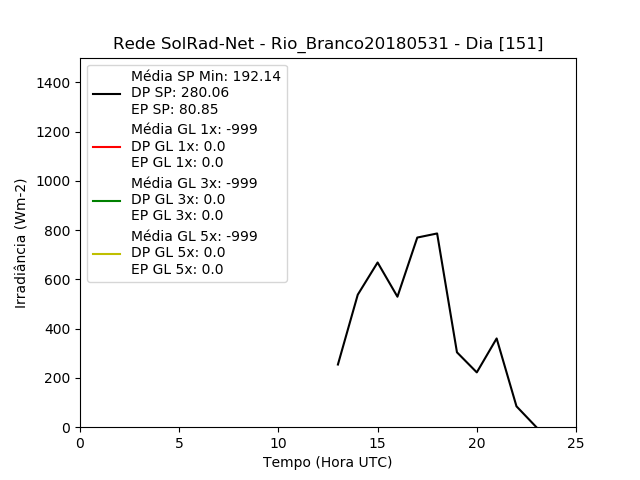 Rede SolRad-Net - Rio_Branco20180531 - Dia [151]
Média SP Min: 192.14
DP SP: 280.06
EP SP: 80.85
Média GL 1x: -999
DP GL 1x: 0.0
EP GL 1x: 0.0
Média GL 3x: -999
DP GL 3x: 0.0
EP GL 3x: 0.0
Média GL 5x: -999
DP GL 5x: 0.0
EP GL 5x: 0.0
Irradiância (Wm-2)
1400
1200
1000
800
600
400
200
0
0 5 10 15 20 25
Tempo (Hora UTC)